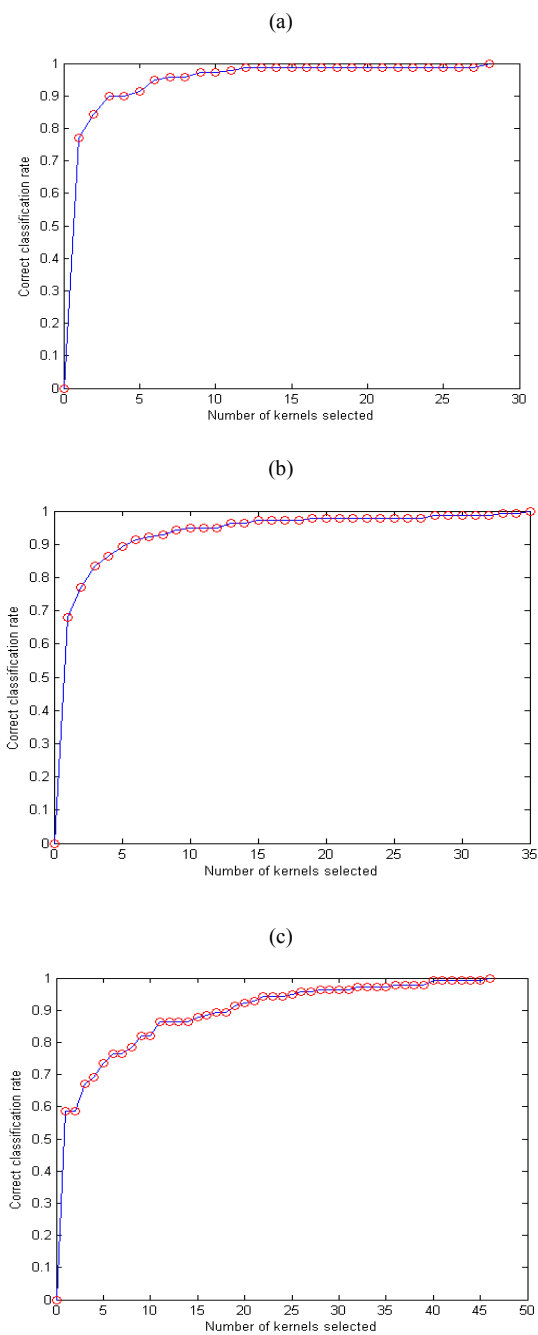 (a)
1
0.9
0.8
0.7
0.6
0.5
0.4
0.3
0.2
0.1
0
Correct classification rate
0 5 10 15 20 25 30
Number of kernels selected
(b)
1
0.9
0.8
0.7
0.6
0.5
0.4
0.3
0.2
0.1
0
Correct classification rate
0 5 10 15 20 25 30 35
Number of kernels selected
(c)
1
0.9
0.8
0.7
0.6
0.5
0.4
0.3
0.2
0.1
0
Correct classification rate
0 5 10 15 20 25 30 35 40 45 50
Number of kernels selected